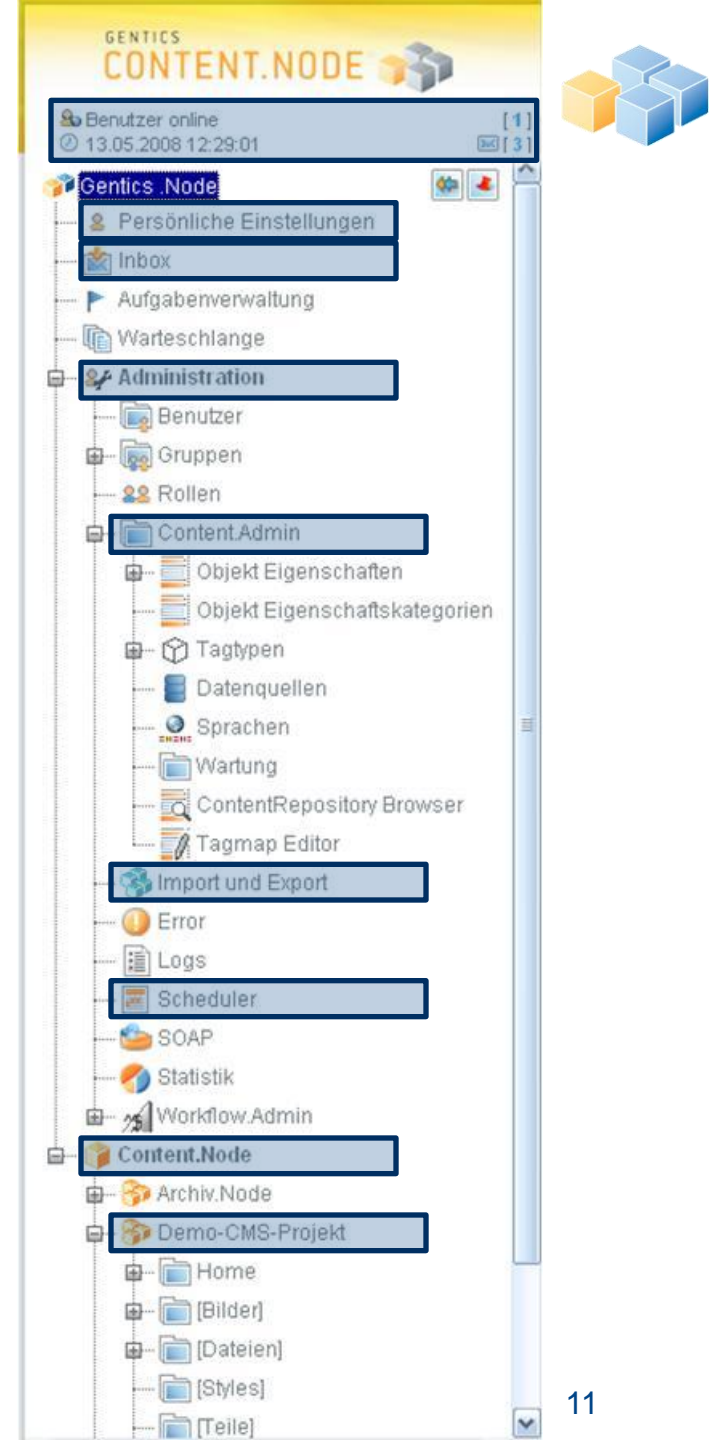 GENTICS
CONTENT.NODE
Benutzer online [1]
13.05.2008 12:29:01 [3]
Gentics .Node
Persönliche Einstellungen
Inbox
Aufgabenverwaltung
Warteschlange
Administration
Benutzer
Gruppen
Rollen
Content.Admin
Objekt Eigenschaften
Objekt Eigenschaftskategorien
Tagtypen
Datenquellen
Sprachen
Wartung
ContentRepository Browser
Tagmap Editor
Import und Export
Error
Logs
Scheduler
SOAP
Statistik
Workflow.Admin
Content.Node
Archiv.Node
Demo-CMS-Projekt
Home
[Bilder]
[Dateien]
[Styles]
[Teile]
11